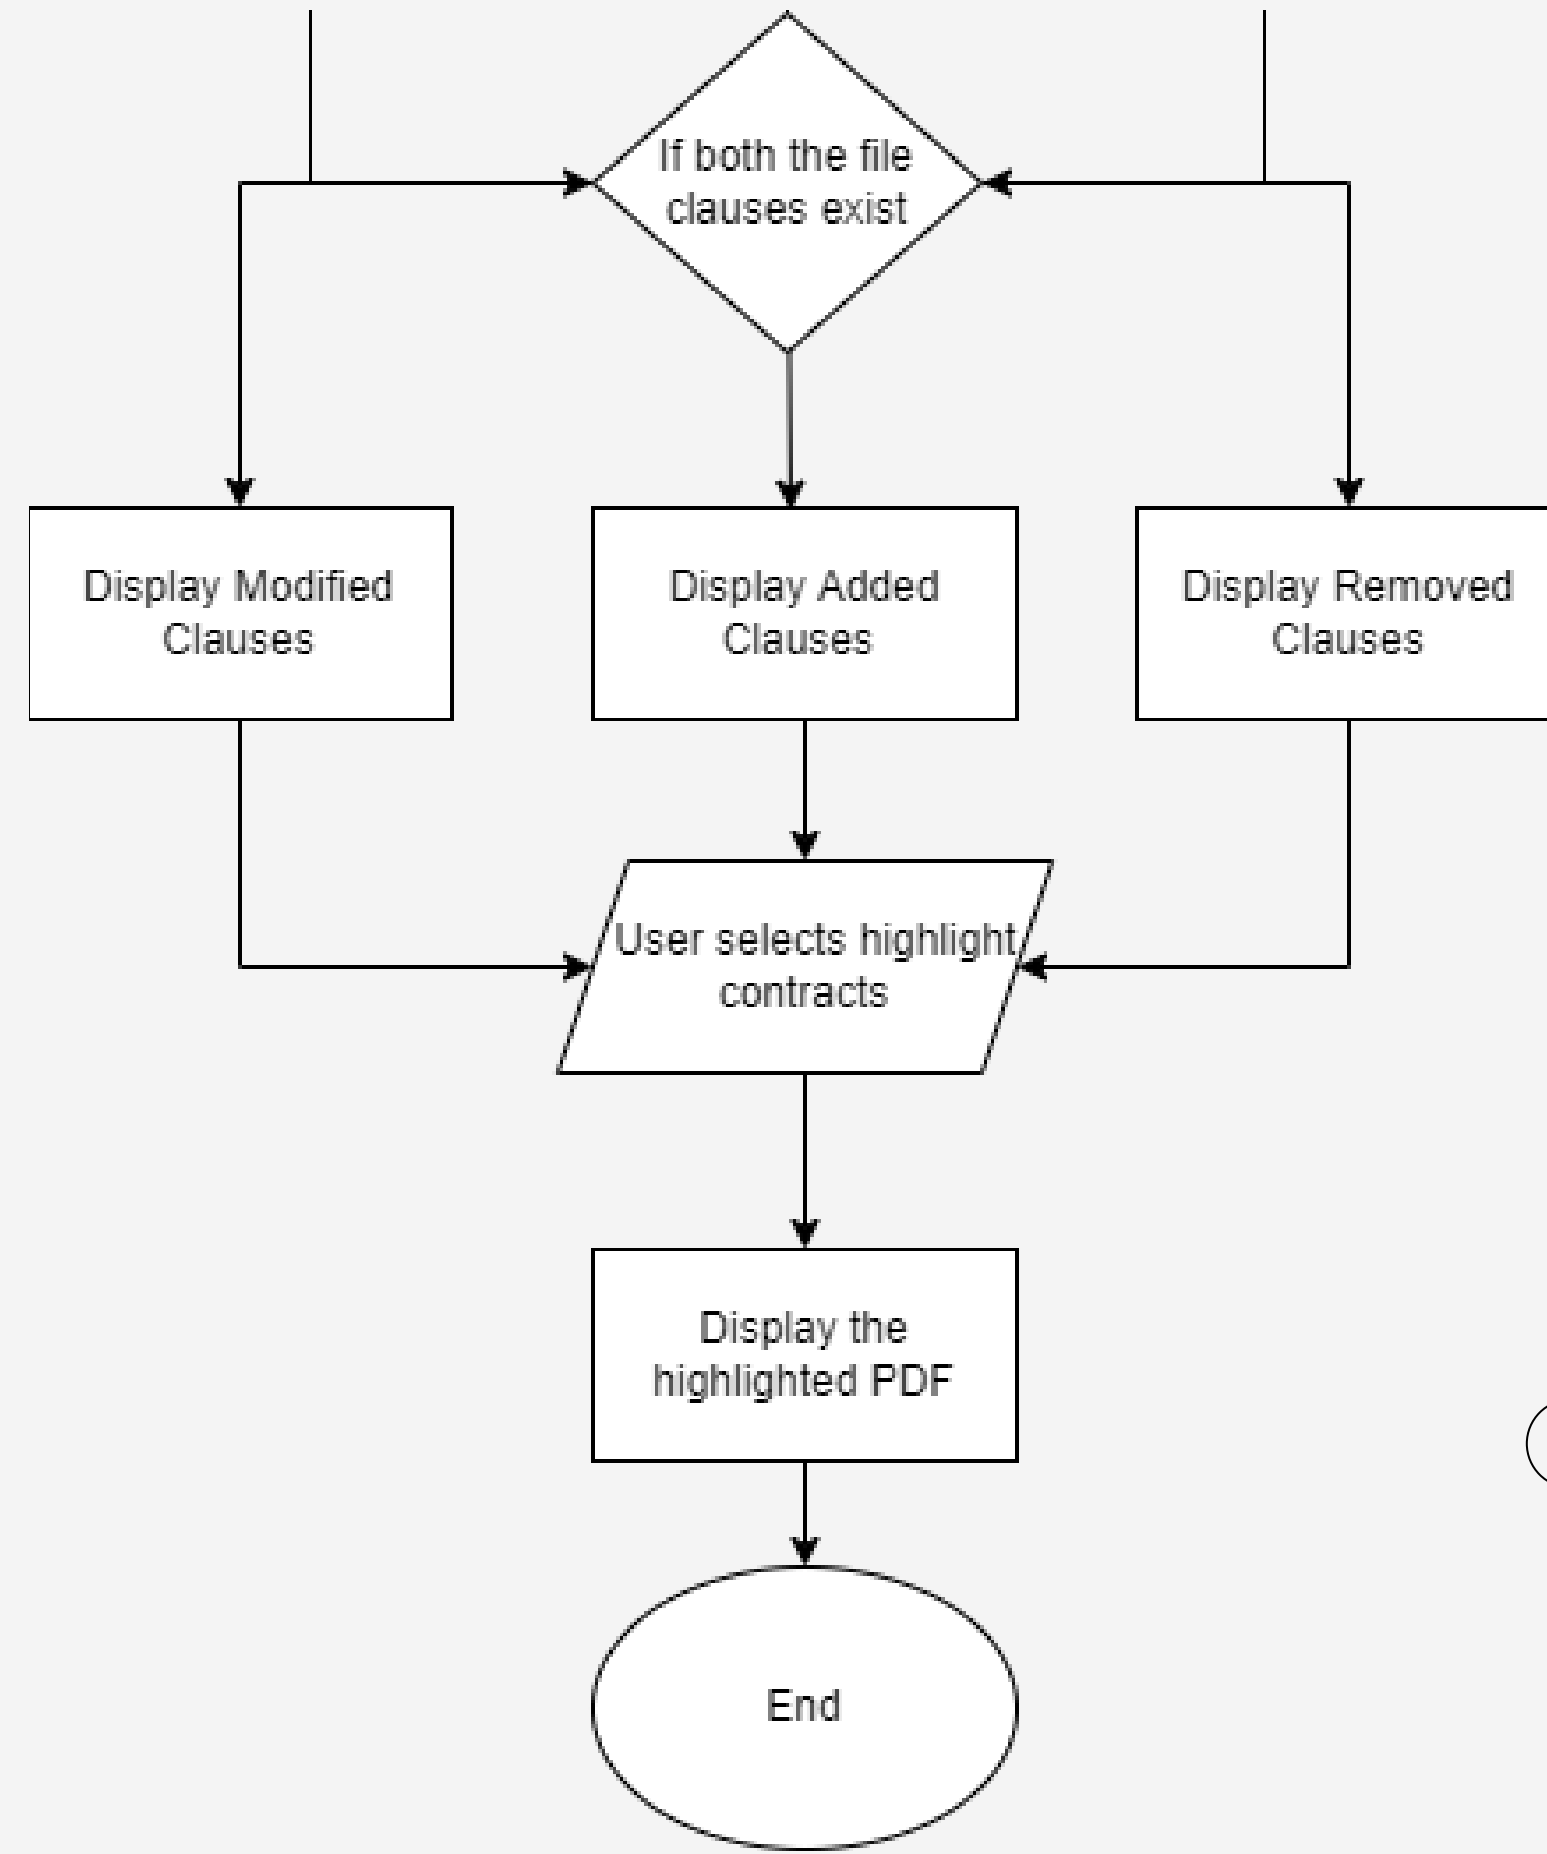 If both the file
clauses exist
Display Modified
Clauses
Display Added
Clauses
Display Removed
Clauses
User selects highlight
contracts
Display the
highlighted PDF
End